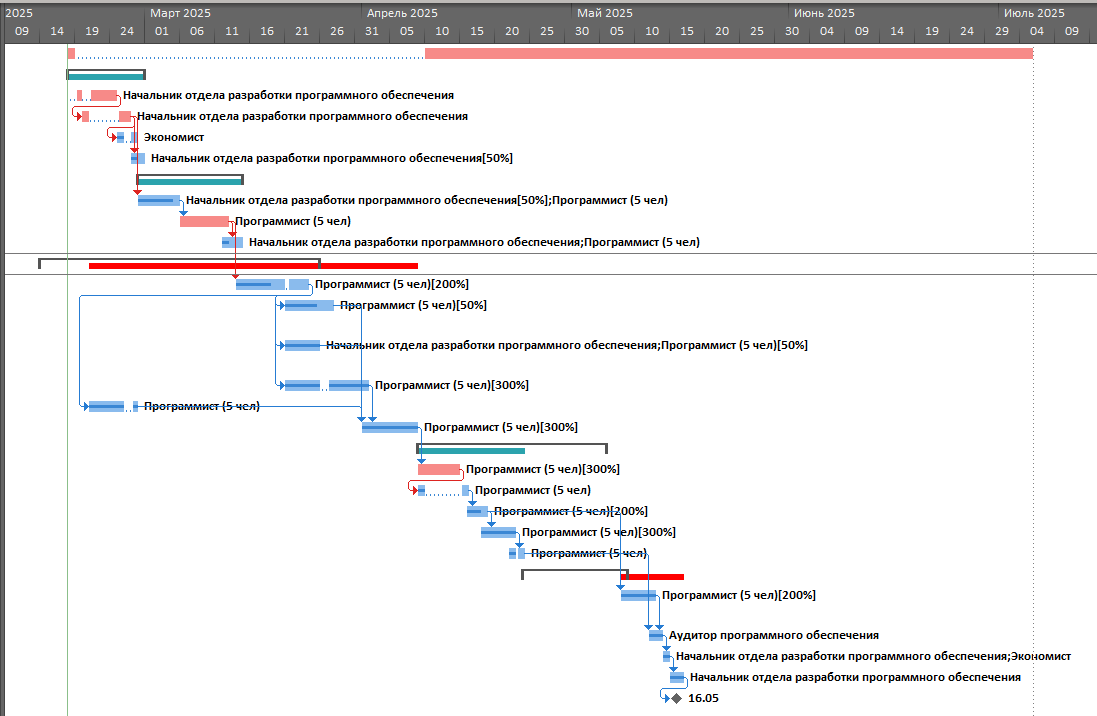 2025 Март 2025 Апрель 2025 Май 2025 Июнь 2025 Июль 2025
09 14 19 24 01 06 11 16 21 26 31 05 10 15 20 25 30 05 10 15 20 25 30 04 09 14 19 24 29 04 09
Начальник отдела разработки программного обеспечения
Начальник отдела разработки программного обеспечения
Экономист
Начальник отдела разработки программного обеспечения[50%]
Начальник отдела разработки программного обеспечения[50%];Программист (5 чел)
Программист (5 чел)
Начальник отдела разработки программного обеспечения;Программист (5 чел)
Программист (5 чел)[200%]
Программист (5 чел)[50%]
Начальник отдела разработки программного обеспечения;Программист (5 чел)[50%]
Программист (5 чел)[300%]
Программист (5 чел)
Программист (5 чел)[300%]
Программист (5 чел)[300%]
Программист (5 чел)
Программист (5 чел)[200%]
Программист (5 чел)[300%]
Программист (5 чел)
Программист (5 чел)[200%]
Аудитор программного обеспечения
Начальник отдела разработки программного обеспечения;Экономист
Начальник отдела разработки программного обеспечения
16.05